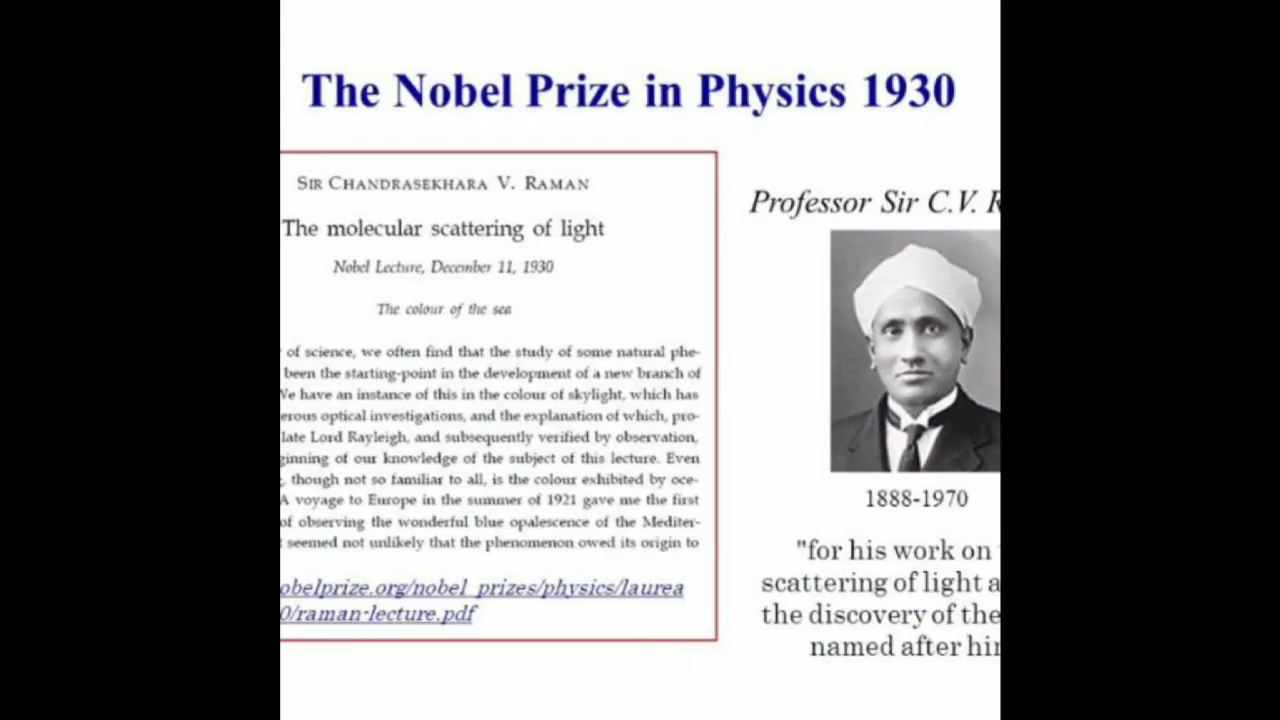 The Nobel Prize in Physics 1930
SIR CHANDRASEKHARA V. RAMAN
The molecular scattering of light
Nobel Lecture, December 11, 1930
The colour of the sea
of science, we often find that the study of some natural phe-
been the starting-point in the development of a new branch of
We have an instance of this in the colour of skylight, which has
erous optical investigations, and the explanation of which, pro-
late Lord Rayleigh, and subsequently verified by observation,
ginning of our knowledge of the subject of this lecture. Even
, though not so familiar to all, is the colour exhibited by oce-
A voyage to Europe in the summer of 1921 gave me the first
of observing the wonderful blue opalescence of the Mediter-
seemed not unlikely that the phenomenon owed its origin to
obelprize.org/nobel_prizes/physics/laurea
0/raman-lecture.pdf
Professor Sir C.V. R
1888-1970
"for his work on
scattering of light a
the discovery of the
named after hi